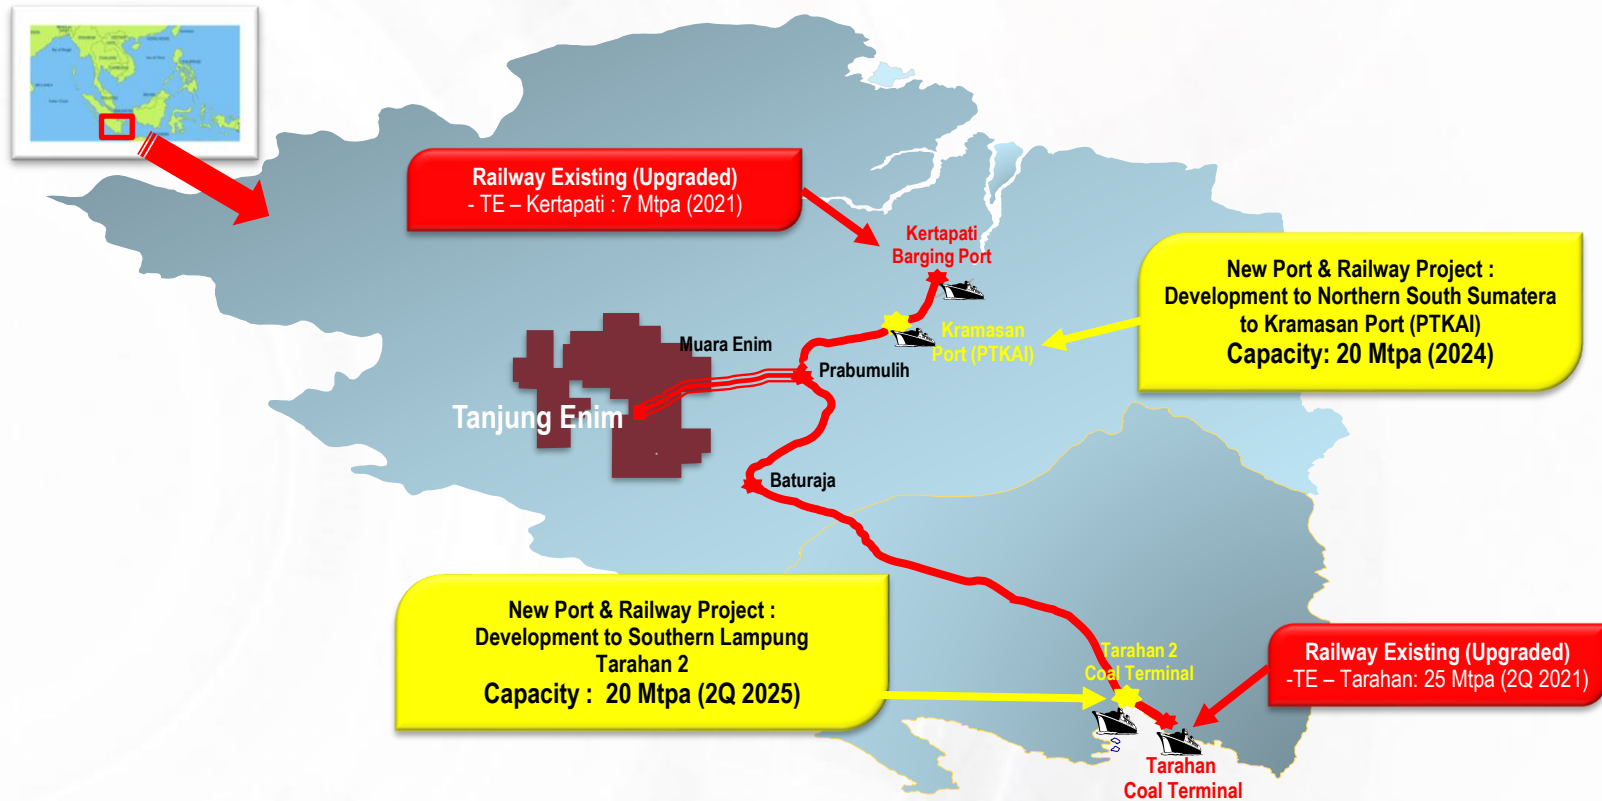 Railway Existing (Upgraded)
- TE – Kertapati : 7 Mtpa (2021)
Kertapati
Barging Port
New Port & Railway Project :
Development to Northern South Sumatera
to Kramasan Port (PTKAI)
Capacity: 20 Mtpa (2024)
Kramasan
Port (PTKAI)
Muara Enim
Prabumulih
Tanjung Enim
Baturaja
New Port & Railway Project :
Development to Southern Lampung
Tarahan 2
Capacity :  20 Mtpa (2Q 2025)
Tarahan 2
Coal Terminal
Railway Existing (Upgraded)
-TE – Tarahan: 25 Mtpa (2Q 2021)
Tarahan
Coal Terminal